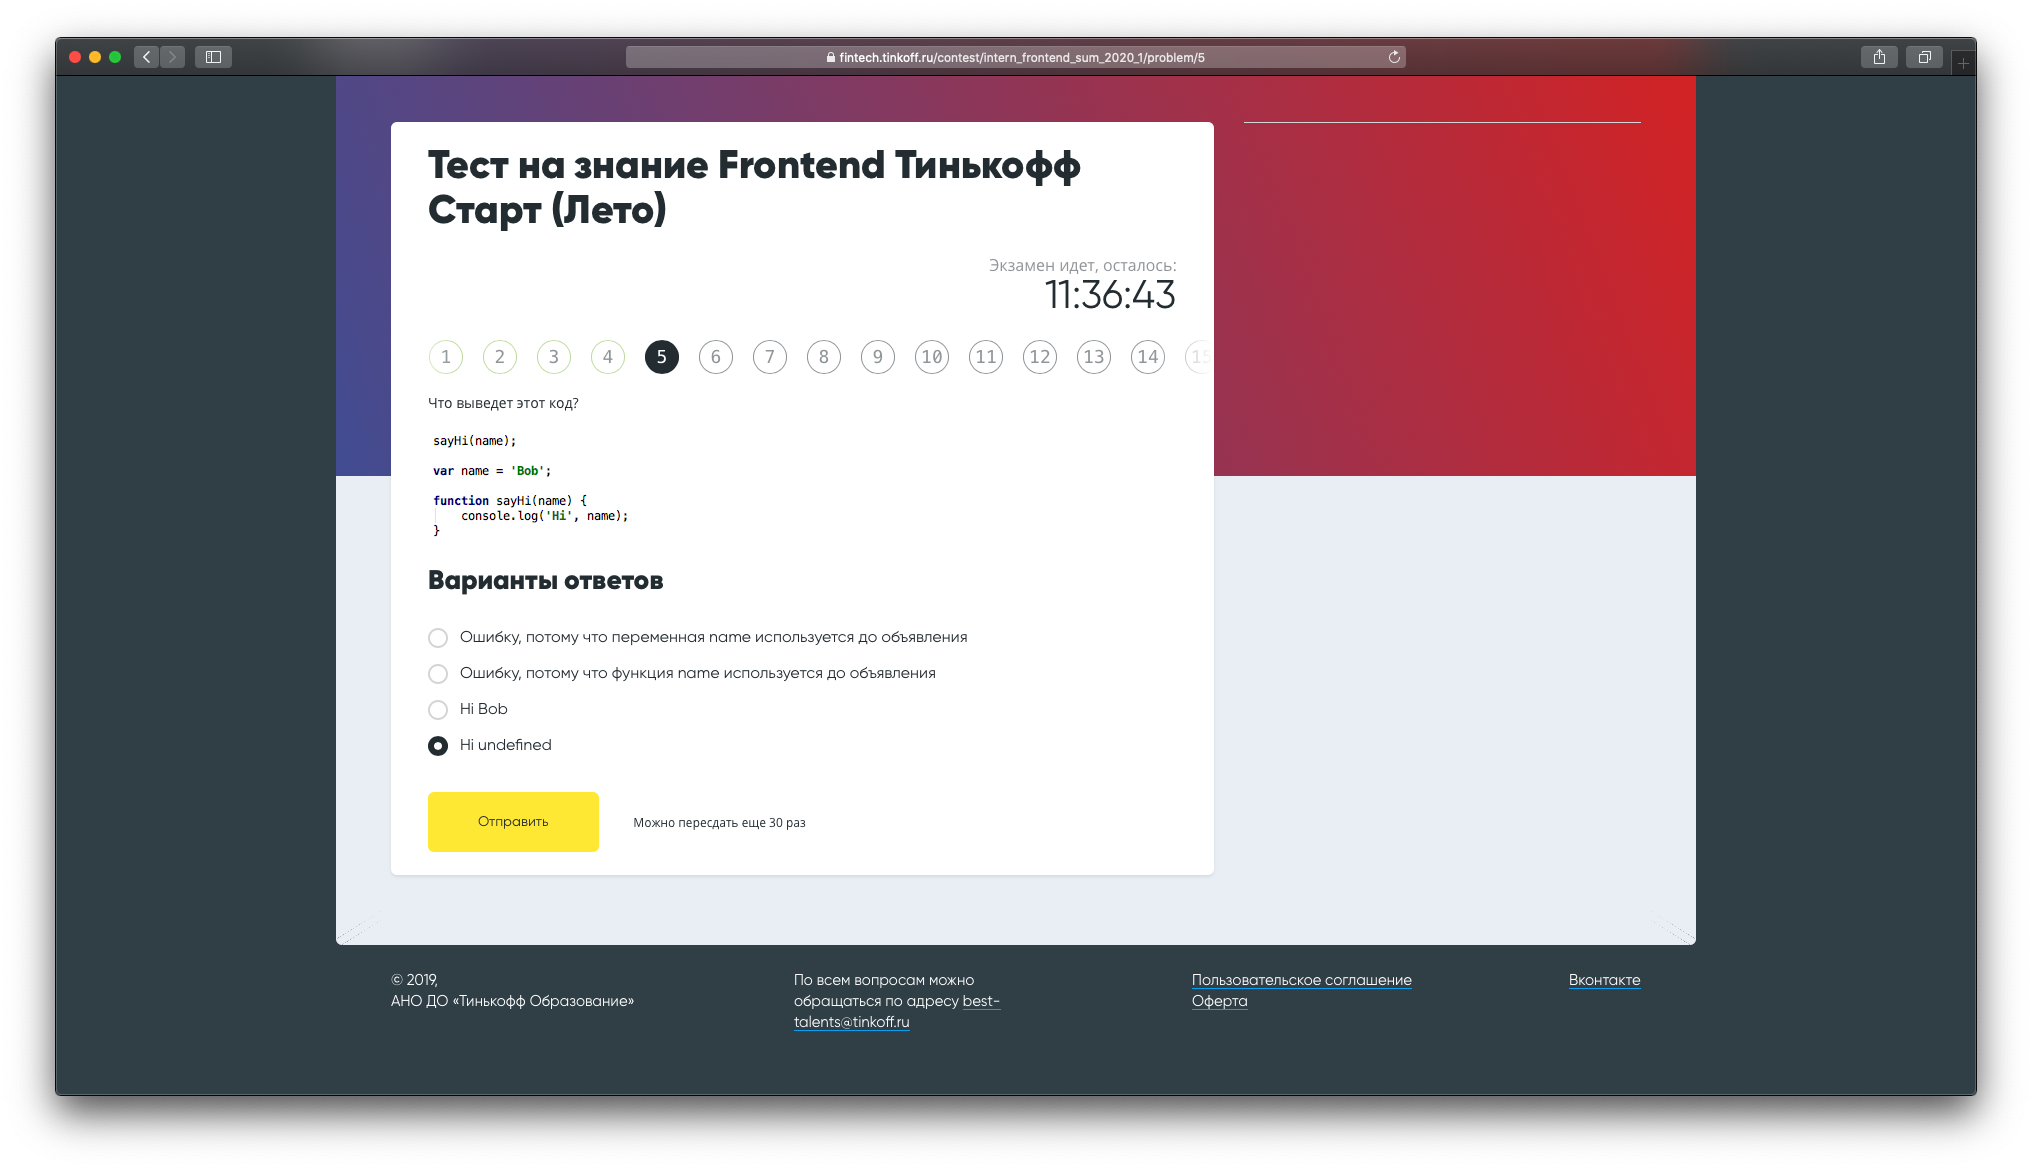 fintech.tinkoff.ru/contest/intern_frontend_sum_2020_1/problem/5
Тест на знание Frontend Тинькофф
Старт (Лето)
Экзамен идет, осталось:
11:36:43
1 2 3 4 5 6 7 8 9 10 11 12 13 14 15
Что выведет этот код?
sayHi(name);
var name = 'Bob';
function sayHi(name) {
console.log('Hi', name);
}
Варианты ответов
Ошибку, потому что переменная name используется до объявления
Ошибку, потому что функция name используется до объявления
Hi Bob
Hi undefined
Отправить
Можно пересдать еще 30 раз
© 2019,
АНО ДО «Тинькофф Образование»
По всем вопросам можно
обращаться по адресу best-
talents@tinkoff.ru
Пользовательское соглашение
Оферта
Вконтакте